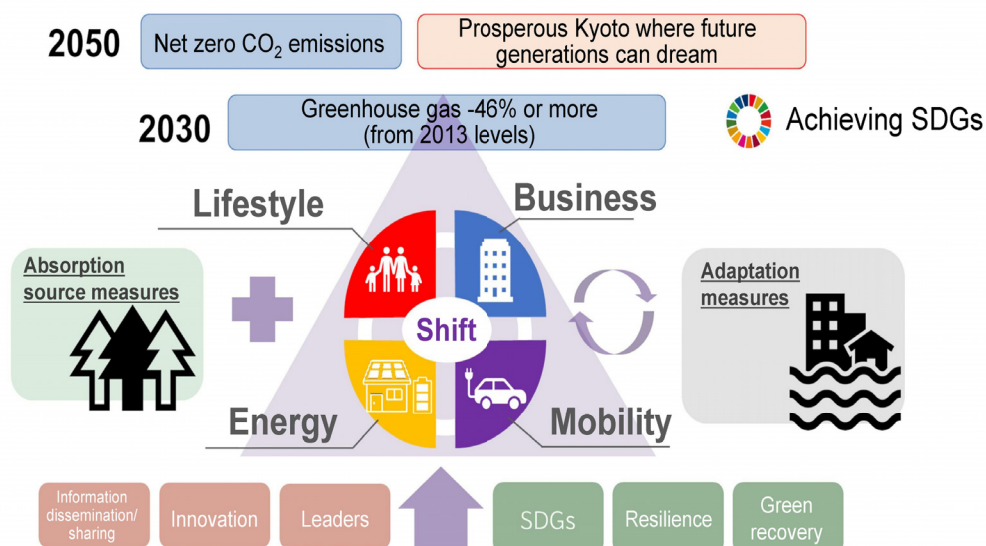 2050
Net zero CO₂ emissions
Prosperous Kyoto where future
generations can dream
2030
Greenhouse gas -46% or more
(from 2013 levels)
Achieving SDGs
Lifestyle
Business
Absorption
source measures
Adaptation
measures
Shift
Energy
Mobility
Information
dissemination/
sharing
Innovation
Leaders
SDGs
Resilience
Green
recovery